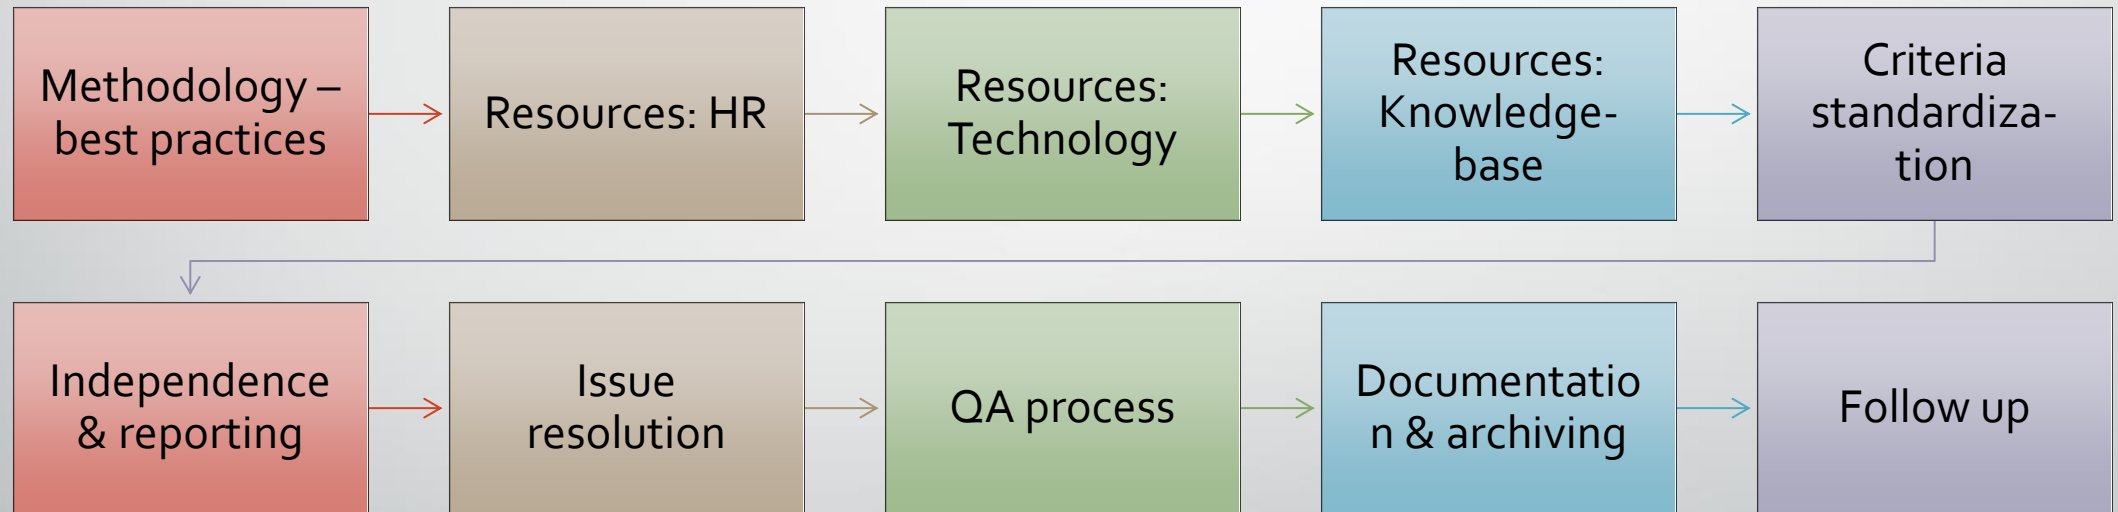 Methodology –
best practices
Resources: HR
Resources:
Technology
Resources:
Knowledge-
base
Criteria
standardiza-
tion
Independence
& reporting
Issue
resolution
QA process
Documentatio
n & archiving
Follow up